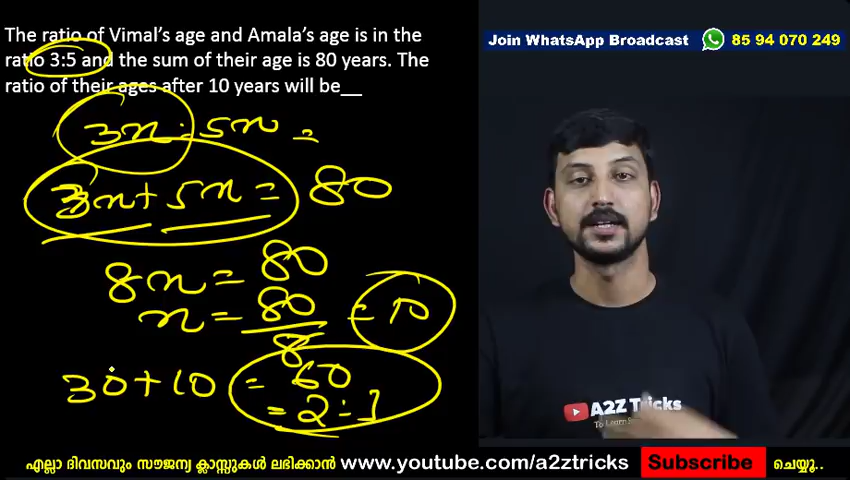 The ratio of Vimal's age and Amala's age is in the
ratio 3:5 and the sum of their age is 80 years. The
ratio of their ages after 10 years will be__
3x : 5x =
3x + 5x = 80
8x = 80
x = 80 = 10
8
30 + 10 = 60
= 2 : 1
Join WhatsApp Broadcast 85 94 070 249
A2Z Tricks
എല്ലാ ദിവസവും സൗജന്യ ക്ലാസ്സുകൾ ലഭിക്കാൻ www.youtube.com/a2ztricks Subscribe ചെയ്യൂ..